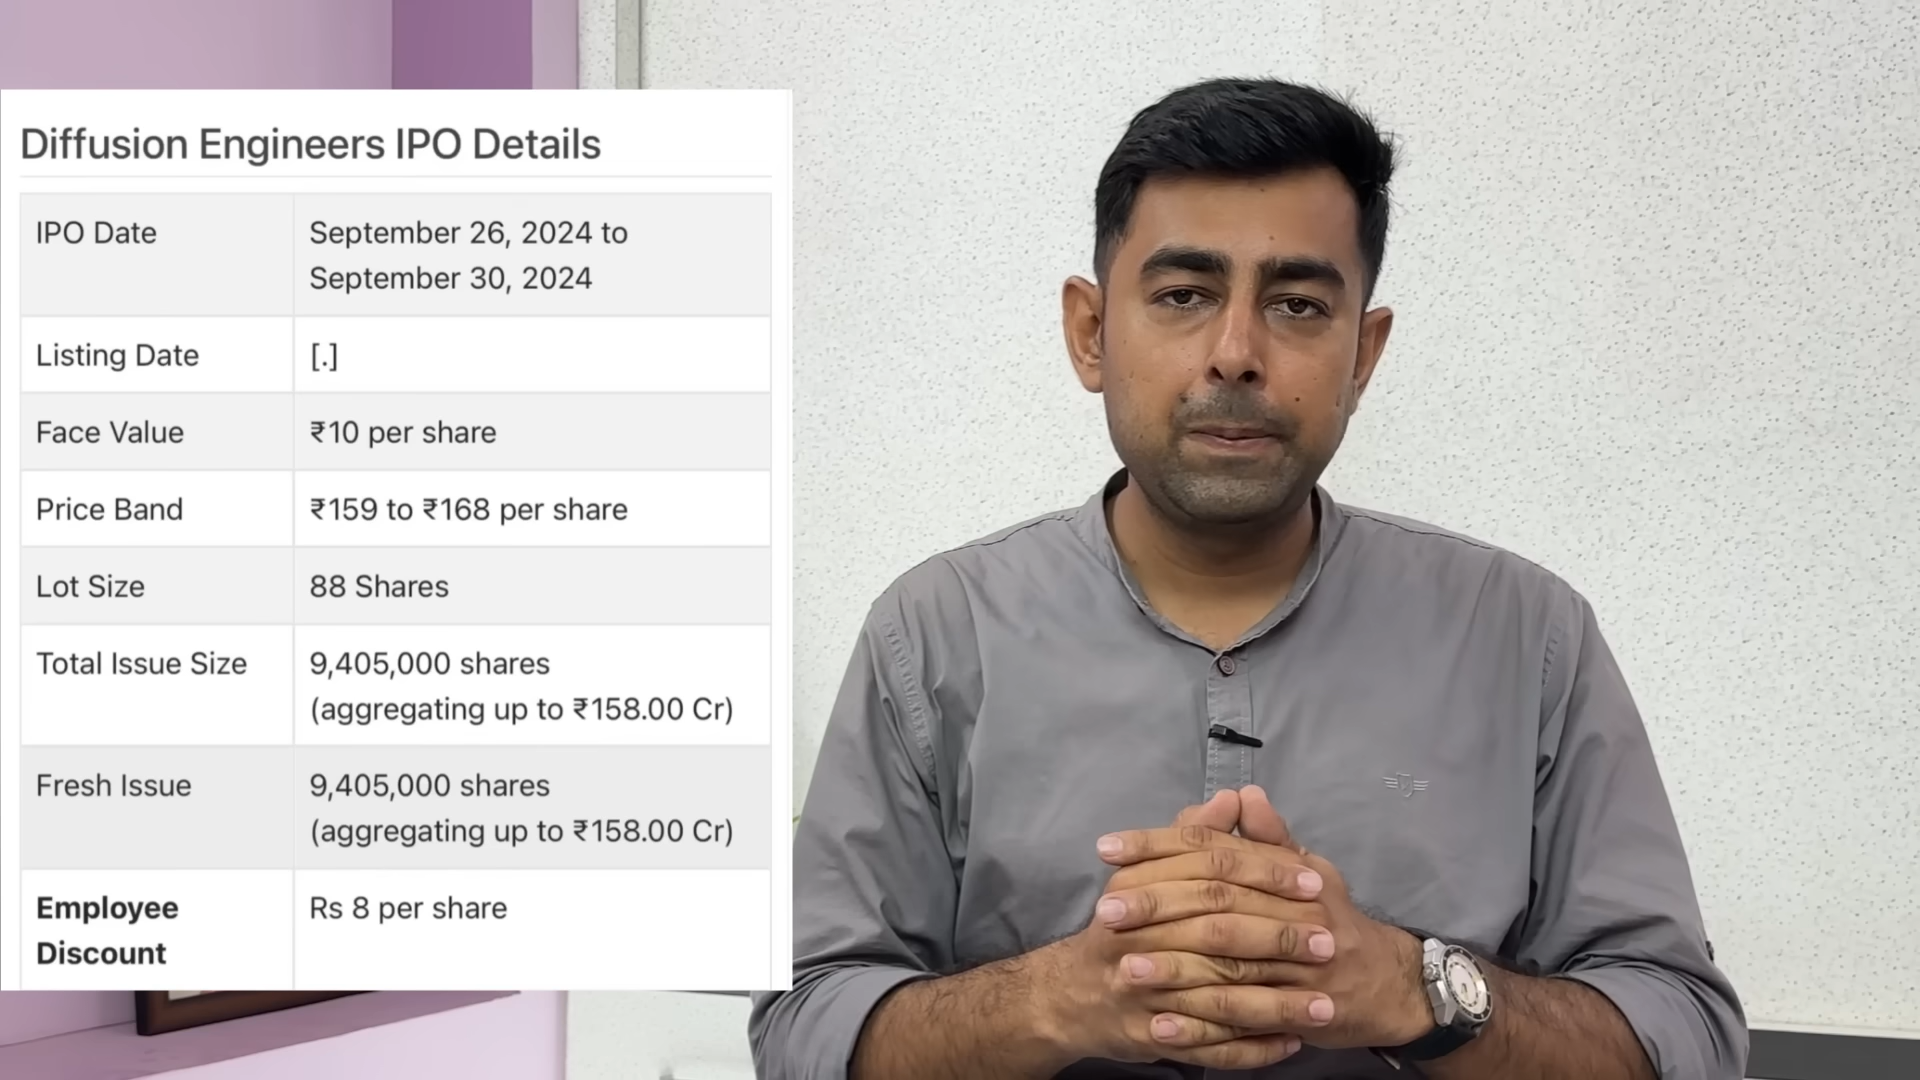 Diffusion Engineers IPO Details
IPO Date
September 26, 2024 to
September 30, 2024
Listing Date
[.]
Face Value
₹10 per share
Price Band
₹159 to ₹168 per share
Lot Size
88 Shares
Total Issue Size
9,405,000 shares
(aggregating up to ₹158.00 Cr)
Fresh Issue
9,405,000 shares
(aggregating up to ₹158.00 Cr)
Employee
Discount
Rs 8 per share